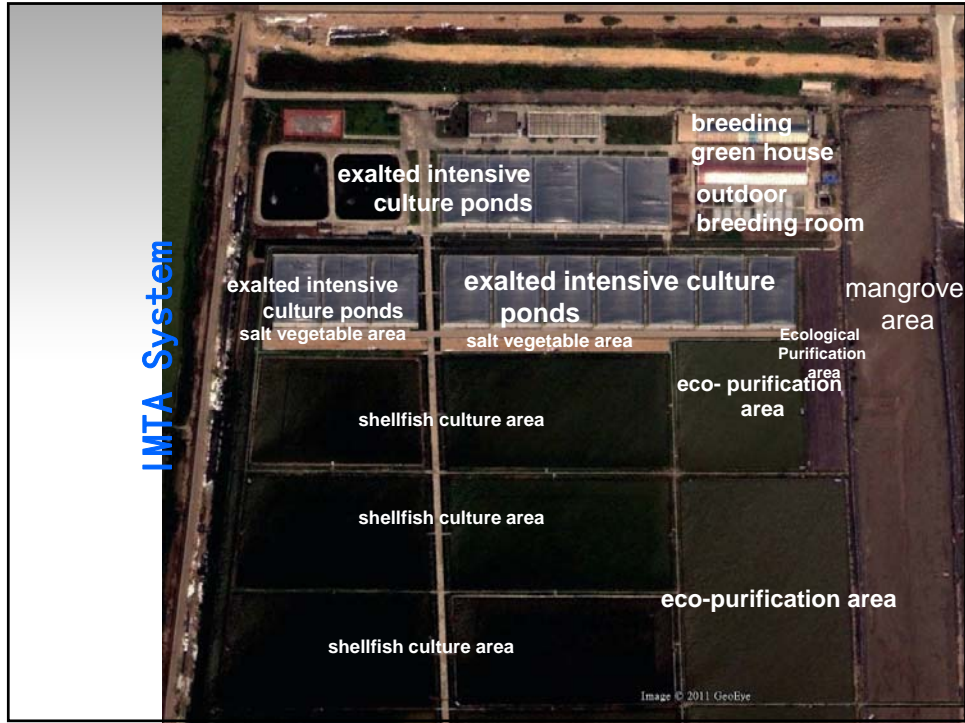 IMTA System
breeding
green house
exalted intensive
culture ponds
outdoor
breeding room
exalted intensive
culture ponds
salt vegetable area
exalted intensive culture
ponds
salt vegetable area
mangrove
area
Ecological
Purification
area
eco- purification
area
shellfish culture area
shellfish culture area
eco-purification area
shellfish culture area
Image © 2011 GeoEye